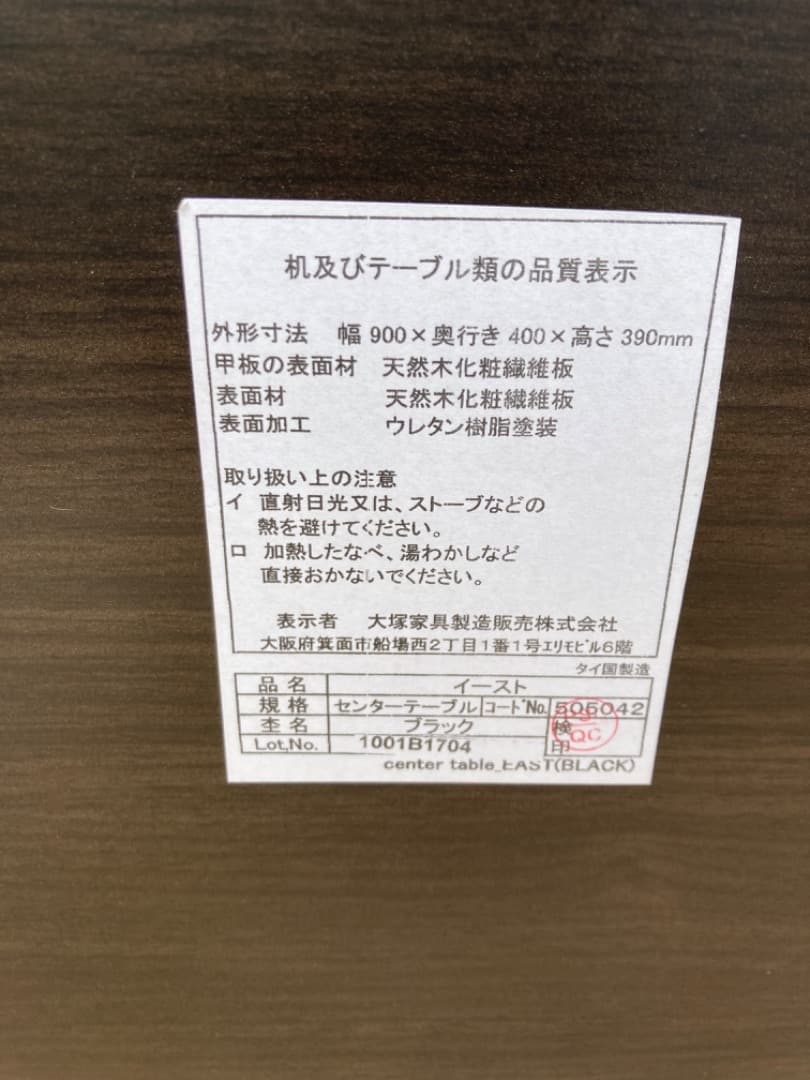 机及びテーブル類の品質表示
外形寸法 幅 900×奥行き 400×高さ 390mm
甲板の表面材 天然木化粧繊維板
表面材 天然木化粧繊維板
表面加工 ウレタン樹脂塗装
取り扱い上の注意
イ 直射日光又は、ストーブなどの
熱を避けてください。
ロ 加熱したなべ、湯わかしなど
直接おかないでください。
表示者 大塚家具製造販売株式会社
大阪府箕面市船場西2丁目1番1号エリモビル6階
タイ国製造
品名 イースト
規格 センターテーブル コードNo. 505042
杢名 ブラック 検印
Lot,No. 1001B1704
QC
center table_EAST(BLACK)